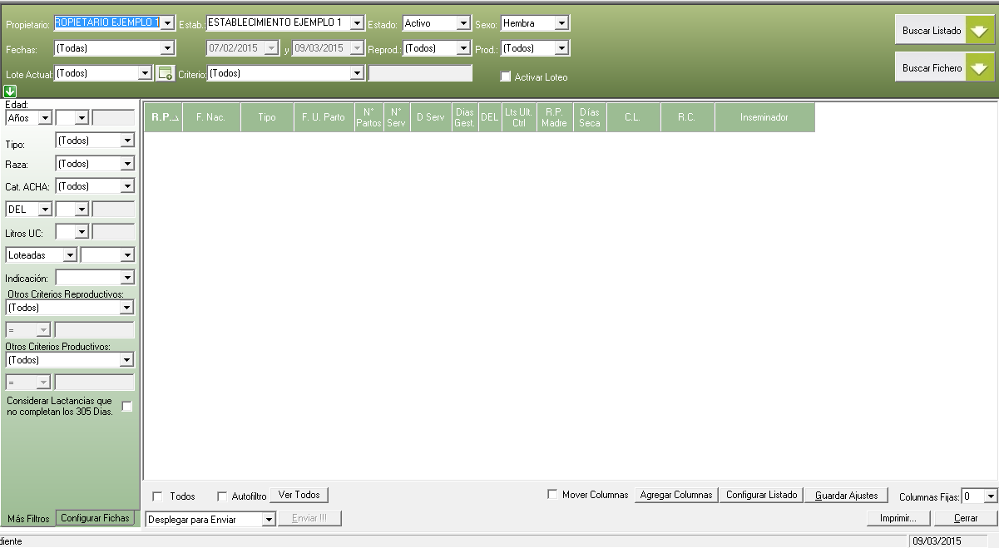 Propietario: ROPIETARIO EJEMPLO 1 Estab.: ESTABLECIMIENTO EJEMPLO 1 Estado: Activo Sexo: Hembra
Buscar Listado
Fechas: (Todas) 07/02/2015 y 09/03/2015 Reprod.: (Todos) Prod.: (Todos)
Buscar Fichero
Lote Actual: (Todos) Criterio: (Todos) Activar Loteo
Edad:
Años
Tipo: (Todos)
Raza: (Todos)
Cat. ACHA: (Todos)
DEL
Litros UC:
Loteadas
Indicación:
Otros Criterios Reproductivos:
(Todos)
=
Otros Criterios Productivos:
(Todos)
=
Considerar Lactancias que
no completan los 305 Dias.
Más Filtros Configurar Fichas
R.P. F. Nac. Tipo F. U. Parto N° Partos N° Serv D Serv Dias Gest. DEL Lts Ult. Ctrl R.P. Madre Días Seca C.L. R.C. Inseminador
Todos Autofiltro Ver Todos Mover Columnas Agregar Columnas Configurar Listado Guardar Ajustes Columnas Fijas: 0
Desplegar para Enviar Enviar !!! Imprimir... Cerrar
diente 09/03/2015